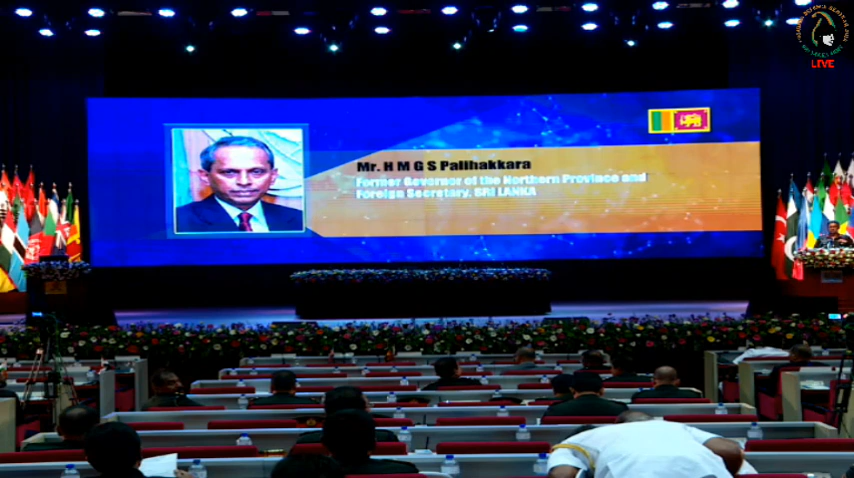 LIVE
Mr. H M G S Palihakkara
Former Governor of the Northern Province and
Foreign Secretary, SRI LANKA